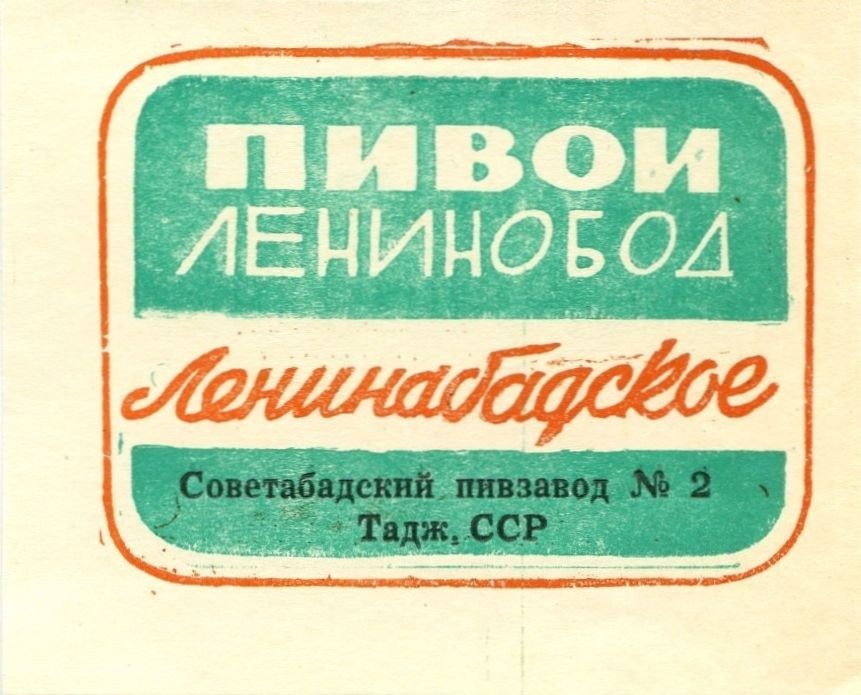 ПИВОИ
ЛЕНИНОБОД
Ленинабадское
Советабадский пивзавод № 2
Тадж. ССР